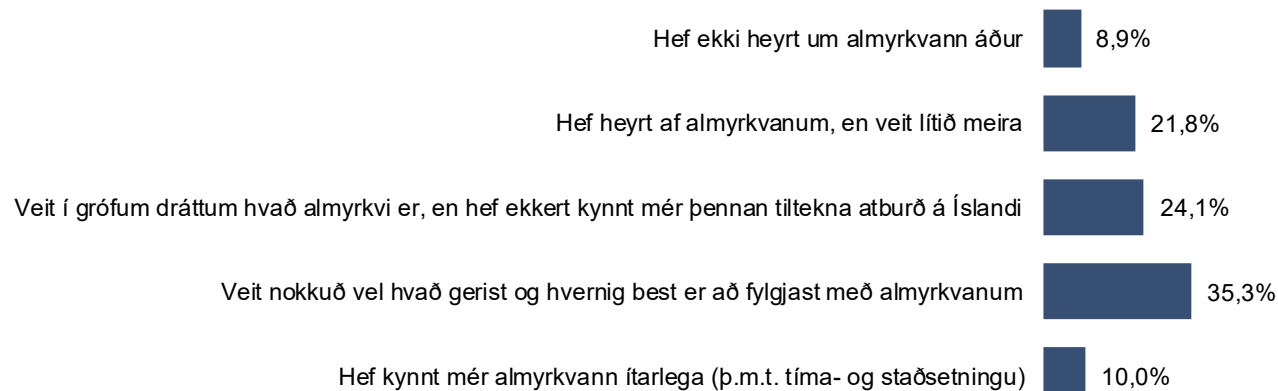 Hef ekki heyrt um almyrkvann áður 8,9%
Hef heyrt af almyrkvanum, en veit lítið meira 21,8%
Veit í grófum dráttum hvað almyrkvi er, en hef ekkert kynnt mér þennan tiltekna atburð á Íslandi 24,1%
Veit nokkuð vel hvað gerist og hvernig best er að fylgjast með almyrkvanum 35,3%
Hef kynnt mér almyrkvann ítarlega (þ.m.t. tíma- og staðsetningu) 10,0%